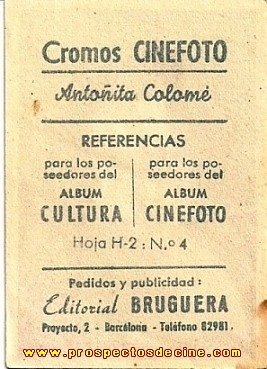 Cromos CINEFOTO
Antoñita Colomé
REFERENCIAS
para los po-
seedores del
ALBUM
CULTURA
para los po-
seedores del
ALBUM
CINEFOTO
Hoja H-2 : N.o 4
Pedidos y publicidad :
Editorial BRUGUERA
Proyecto, 2 - Barcelona - Teléfono 82981.
www.prospectosdecine.com